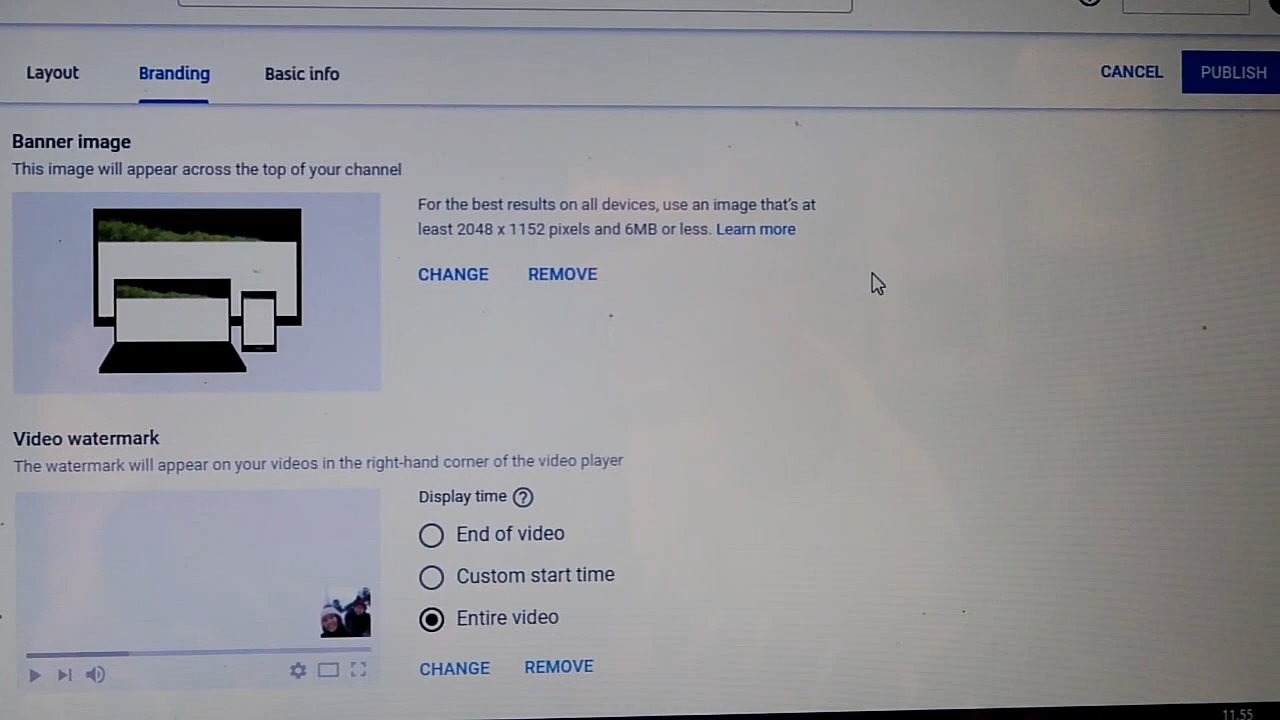 Layout
Branding
Basic info
CANCEL
PUBLISH
Banner image
This image will appear across the top of your channel
For the best results on all devices, use an image that's at
least 2048 x 1152 pixels and 6MB or less. Learn more
CHANGE
REMOVE
Video watermark
The watermark will appear on your videos in the right-hand corner of the video player
Display time ?
End of video
Custom start time
Entire video
CHANGE
REMOVE
11.55